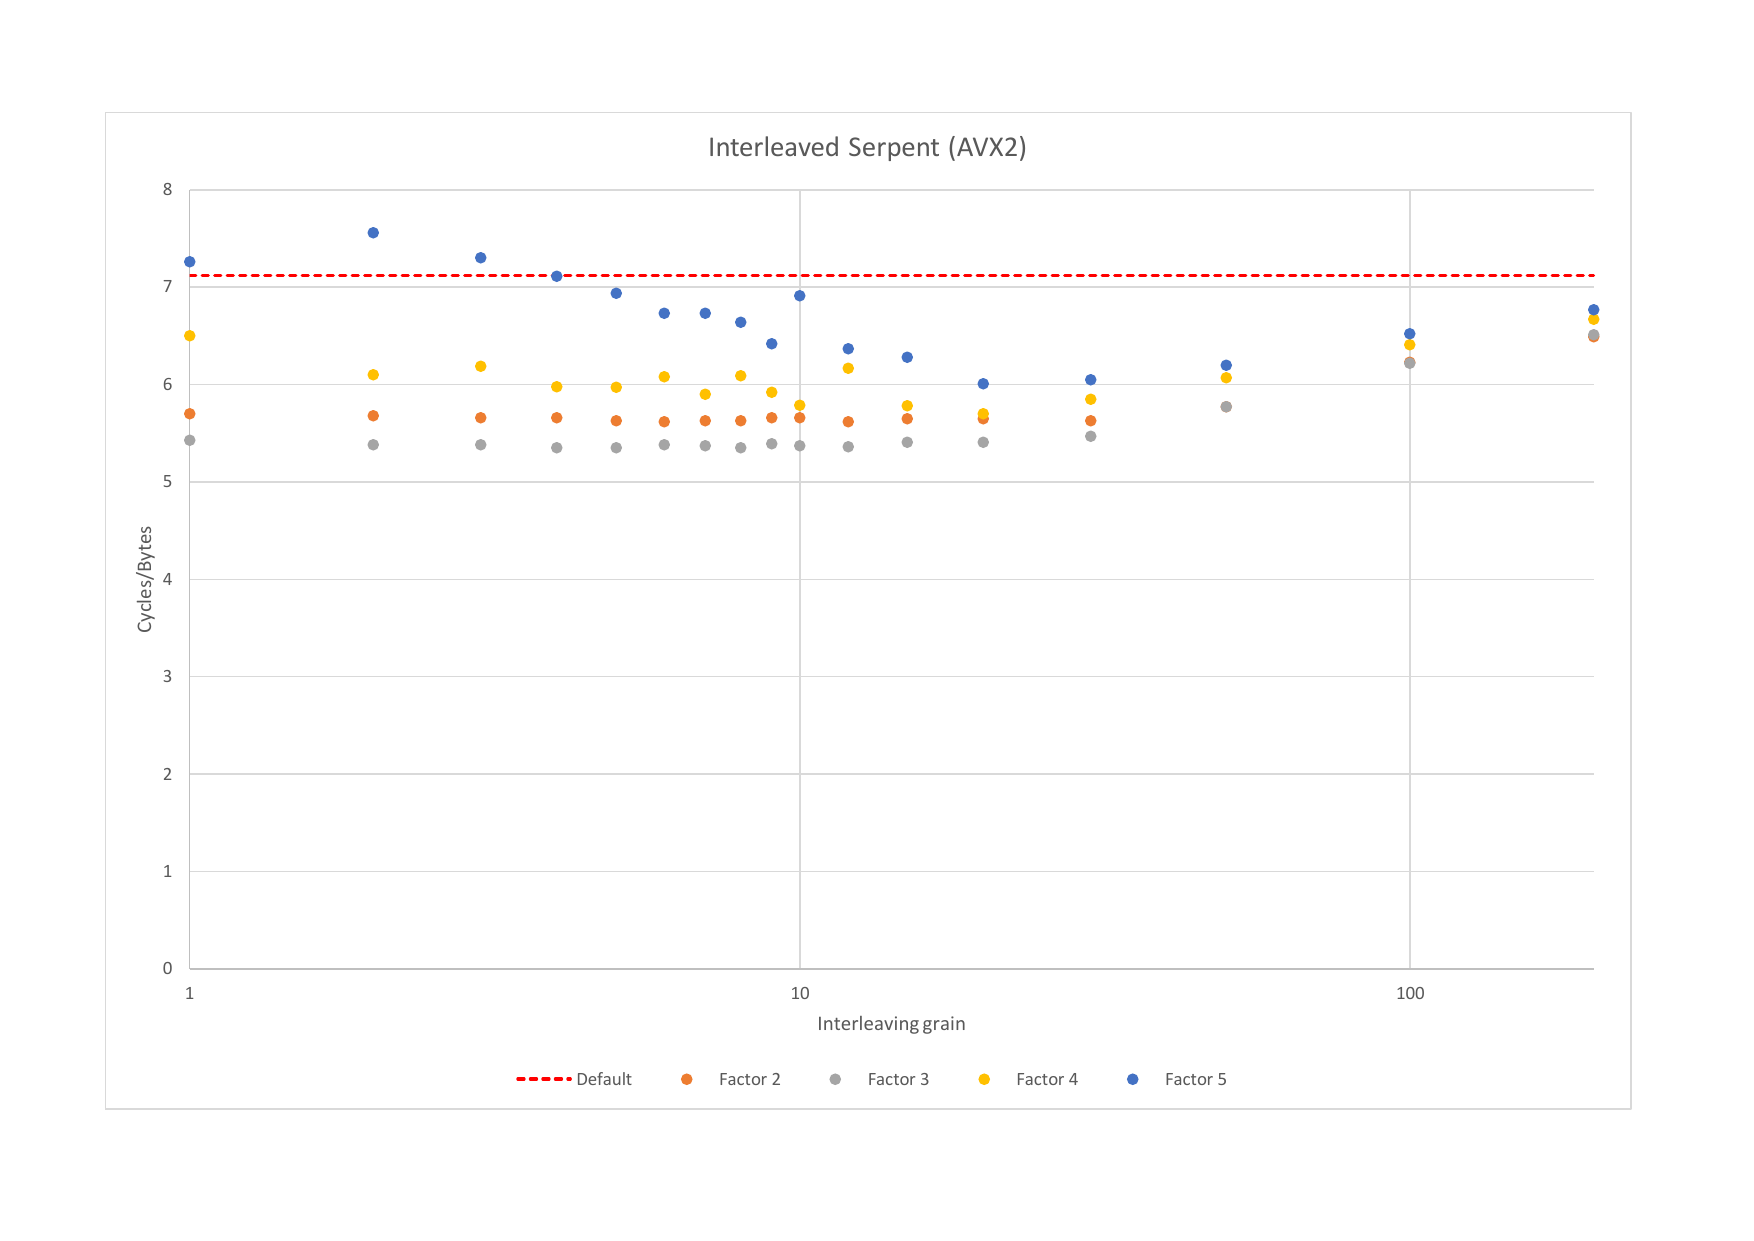 Interleaved Serpent (AVX2)
8
7
6
5
4
3
2
1
0
Cycles/Bytes
1 10 100
Interleaving grain
Default Factor 2 Factor 3 Factor 4 Factor 5